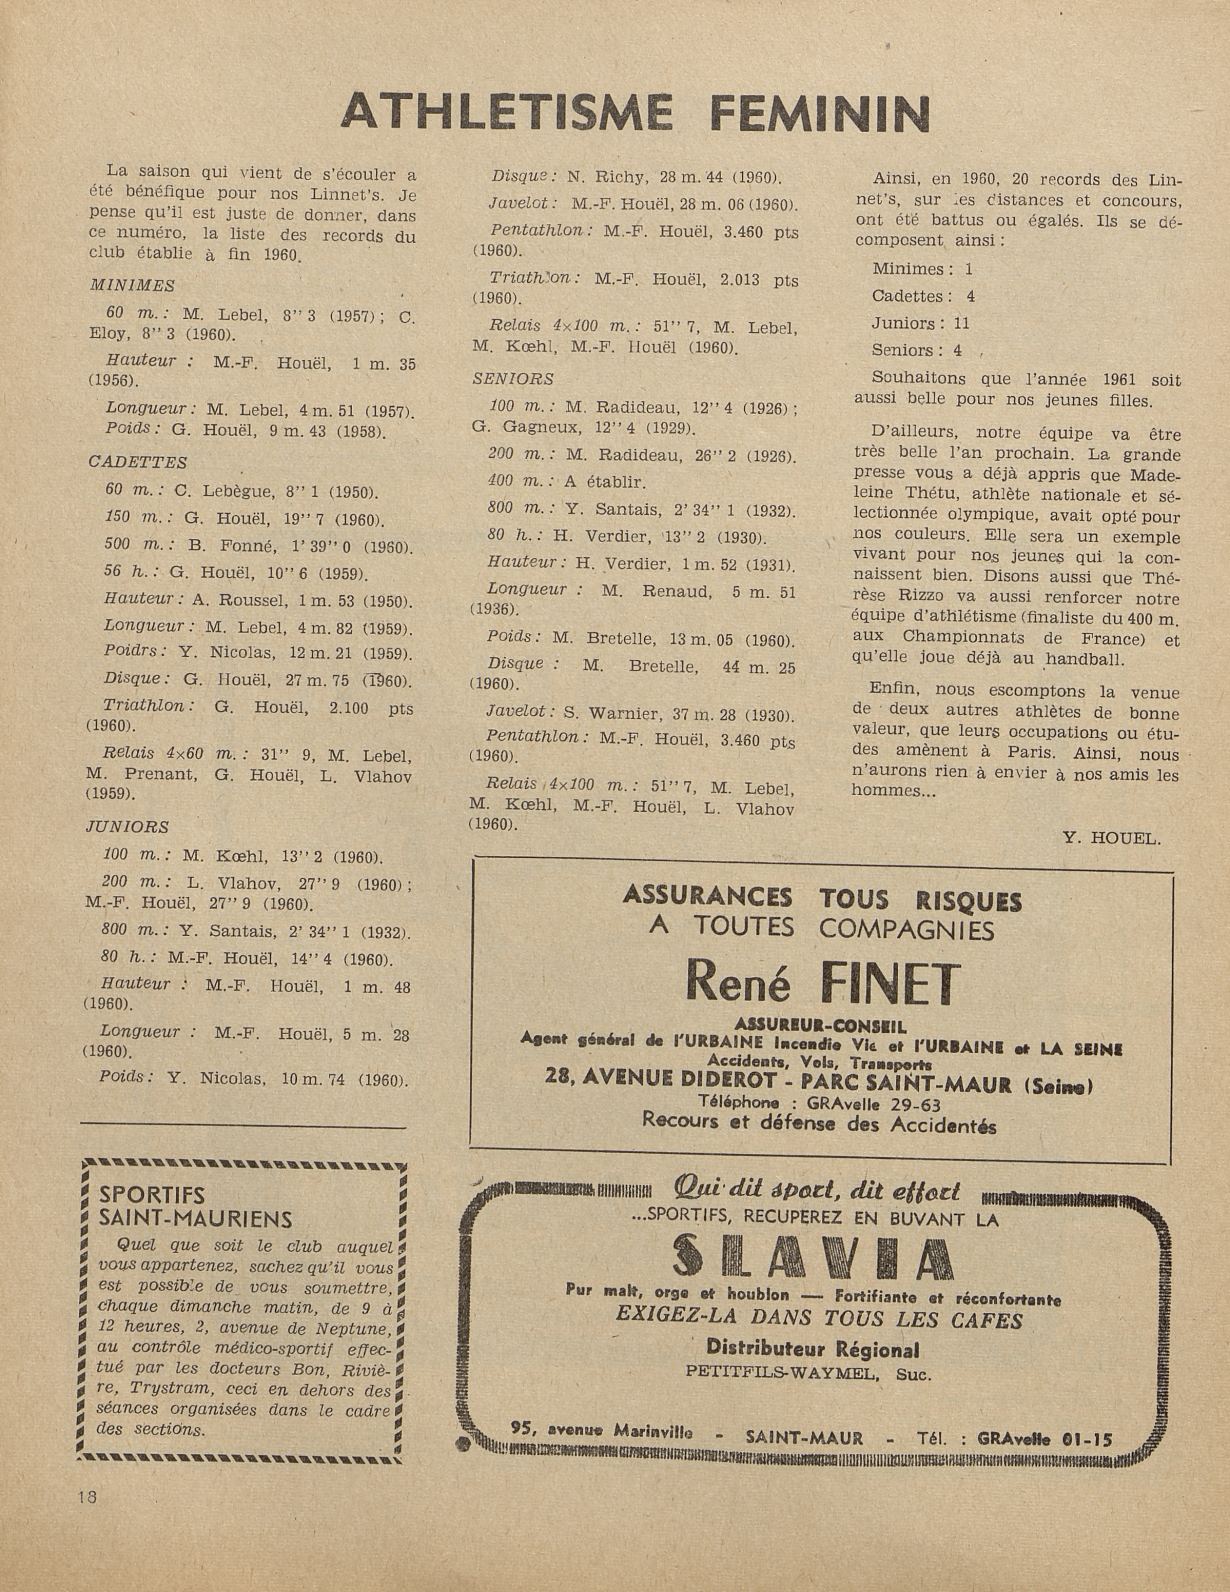 ATHLETISME FEMININ
La saison qui vient de s'écouler a
été bénéfique pour nos Linnet's. Je
pense qu'il est juste de donner, dans
ce numéro, la liste des records du
club établie à fin 1960.
MINIMES
60 m. : M. Lebel, 8'' 3 (1957) ; C.
Eloy, 8'' 3 (1960).
Hauteur : M.-F. Houël, 1 m. 35
(1956).
Longueur : M. Lebel, 4 m. 51 (1957).
Poids : G. Houël, 9 m. 43 (1958).
CADETTES
60 m. : C. Lebègue, 8'' 1 (1950).
150 m. : G. Houël, 19'' 7 (1960).
500 m. : B. Fonné, 1' 39'' 0 (1960).
56 h. : G. Houël, 10'' 6 (1959).
Hauteur : A. Roussel, 1 m. 53 (1950).
Longueur : M. Lebel, 4 m. 82 (1959).
Poidrs : Y. Nicolas, 12 m. 21 (1959).
Disque : G. Houël, 27 m. 75 (1960).
Triathlon : G. Houël, 2.100 pts
(1960).
Relais 4×60 m. : 31'' 9, M. Lebel,
M. Prenant, G. Houël, L. Vlahov
(1959).
JUNIORS
100 m. : M. Kœhl, 13'' 2 (1960).
200 m. : L. Vlahov, 27'' 9 (1960) ;
M.-F. Houël, 27'' 9 (1960).
800 m. : Y. Santais, 2' 34'' 1 (1932).
80 h. : M.-F. Houël, 14'' 4 (1960).
Hauteur : M.-F. Houël, 1 m. 48
(1960).
Longueur : M.-F. Houël, 5 m. 28
(1960).
Poids : Y. Nicolas, 10 m. 74 (1960).
Disque : N. Richy, 28 m. 44 (1960).
Javelot : M.-F. Houël, 28 m. 06 (1960).
Pentathlon : M.-F. Houël, 3.460 pts
(1960).
Triathlon : M.-F. Houël, 2.013 pts
(1960).
Relais 4×100 m. : 51'' 7, M. Lebel,
M. Kœhl, M.-F. Houël (1960).
SENIORS
100 m. : M. Radideau, 12'' 4 (1926) ;
G. Gagneux, 12'' 4 (1929).
200 m. : M. Radideau, 26'' 2 (1926).
400 m. : A établir.
800 m. : Y. Santais, 2' 34'' 1 (1932).
80 h. : H. Verdier, 13'' 2 (1930).
Hauteur : H. Verdier, 1 m. 52 (1931).
Longueur : M. Renaud, 5 m. 51
(1936).
Poids : M. Bretelle, 13 m. 05 (1960).
Disque : M. Bretelle, 44 m. 25
(1960).
Javelot : S. Warnier, 37 m. 28 (1930).
Pentathlon : M.-F. Houël, 3.460 pts
(1960).
Relais 4×100 m. : 51'' 7, M. Lebel,
M. Kœhl, M.-F. Houël, L. Vlahov
(1960).
Ainsi, en 1960, 20 records des Lin-
net's, sur les distances et concours,
ont été battus ou égalés. Ils se dé-
composent ainsi :
Minimes : 1
Cadettes : 4
Juniors : 11
Seniors : 4
Souhaitons que l'année 1961 soit
aussi belle pour nos jeunes filles.
D'ailleurs, notre équipe va être
très belle l'an prochain. La grande
presse vous a déjà appris que Made-
leine Thétu, athlète nationale et sé-
lectionnée olympique, avait opté pour
nos couleurs. Elle sera un exemple
vivant pour nos jeunes qui la con-
naissent bien. Disons aussi que Thé-
rèse Rizzo va aussi renforcer notre
équipe d'athlétisme (finaliste du 400 m.
aux Championnats de France) et
qu'elle joue déjà au handball.
Enfin, nous escomptons la venue
de deux autres athlètes de bonne
valeur, que leurs occupations ou étu-
des amènent à Paris. Ainsi, nous
n'aurons rien à envier à nos amis les
hommes...
Y. HOUEL.
ASSURANCES TOUS RISQUES
A TOUTES COMPAGNIES
René FINET
ASSUREUR-CONSEIL
Agent général de l'URBAINE Incendie Vie et l'URBAINE et LA SEINE
Accidents, Vols, Transports
28, AVENUE DIDEROT - PARC SAINT-MAUR (Seine)
Téléphone : GRAvelle 29-63
Recours et défense des Accidentés
SPORTIFS
SAINT-MAURIENS
Quel que soit le club auquel
vous appartenez, sachez qu'il vous
est possible de vous soumettre,
chaque dimanche matin, de 9 à
12 heures, 2, avenue de Neptune,
au contrôle médico-sportif effec-
tué par les docteurs Bon, Riviè-
re, Trystram, ceci en dehors des
séances organisées dans le cadre
des sections.
Qui dit sport, dit effort
...SPORTIFS, RECUPEREZ EN BUVANT LA
SLAVIA
Pur malt, orge et houblon — Fortifiante et réconfortante
EXIGEZ-LA DANS TOUS LES CAFES
Distributeur Régional
PETITFILS-WAYMEL, Suc.
95, avenue Marinville - SAINT-MAUR - Tél. : GRAvelle 01-15
18